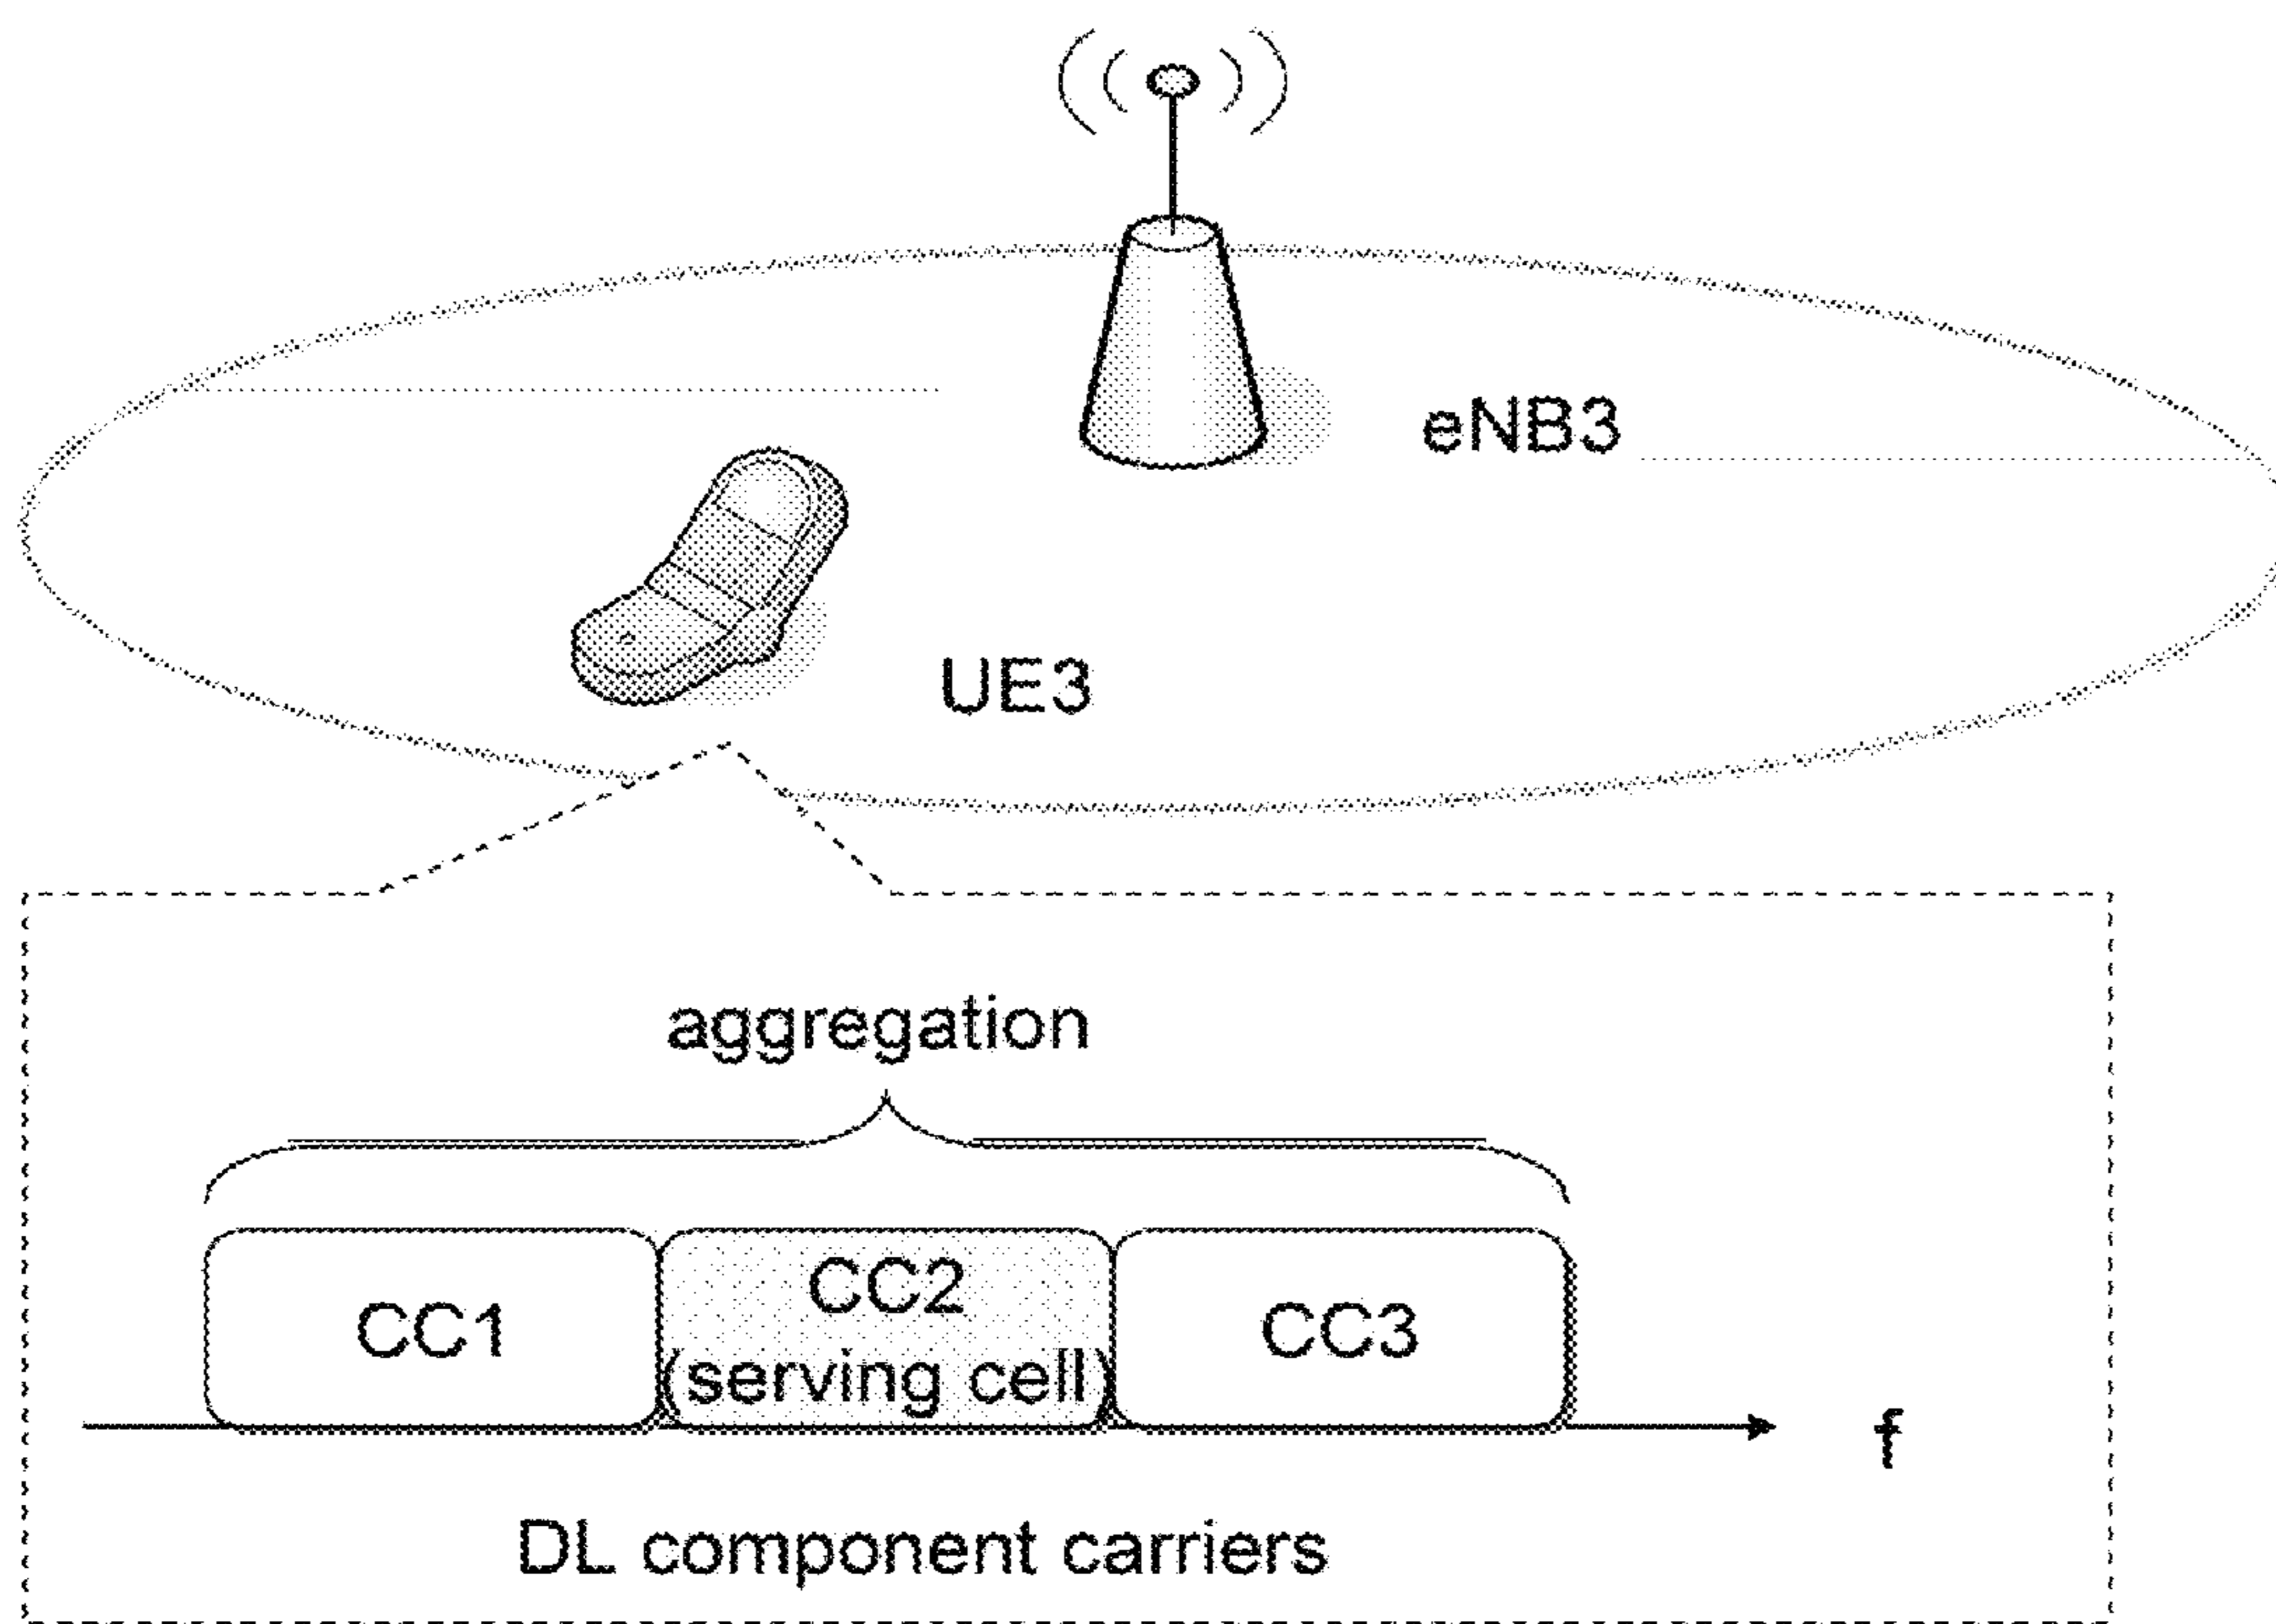 eNB3
UE3
aggregation
CC1
CC2
(serving cell)
CC3
f
DL component carriers